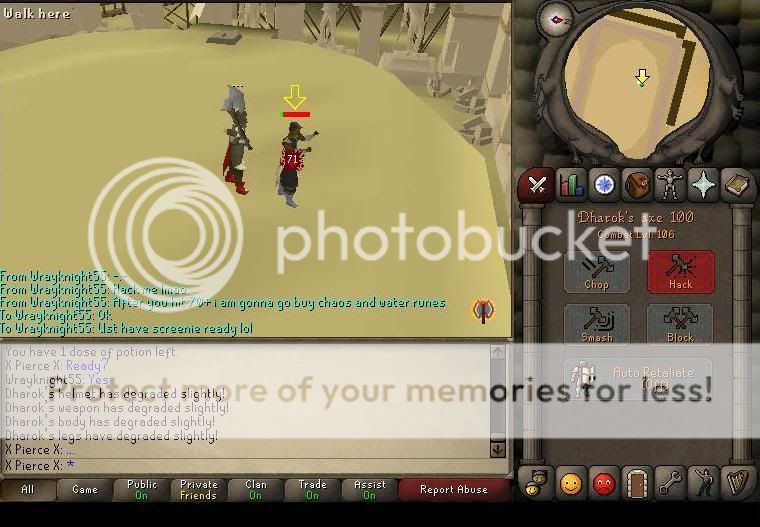 Walk here
71
From Wrayknight55: -.-
From Wrayknight55: Hack me lmao
From Wrayknight55: After you hit 70+ i am gonna go buy chaos and water runes
To Wrayknight55: Ok
To Wrayknight55: Ust have screenie ready lol
You have 1 dose of potion left.
X Pierce X: Ready?
Wrayknight55: Yes
Dharok's helmet has degraded slightly!
Dharok's weapon has degraded slightly!
Dharok's body has degraded slightly!
Dharok's legs have degraded slightly!
X Pierce X: ...
X Pierce X: *
All
Game
Public
On
Private
Friends
Clan
On
Trade
On
Assist
On
Report Abuse
Dharok's axe 100
Combat Lvl: 106
Chop
Hack
Smash
Block
Auto Retaliate
(Off)
photobucket
Protect more of your memories for less!